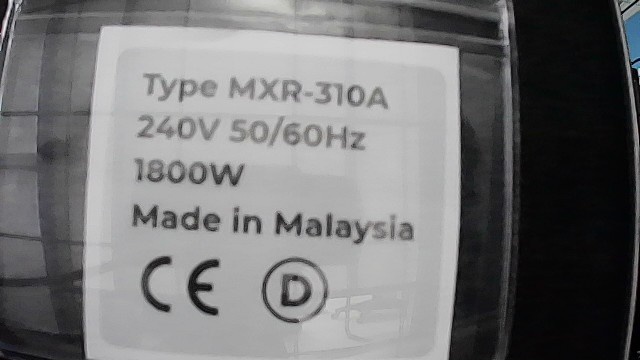 Type MXR-310A
240V 50/60Hz
1800W
Made in Malaysia
CE D